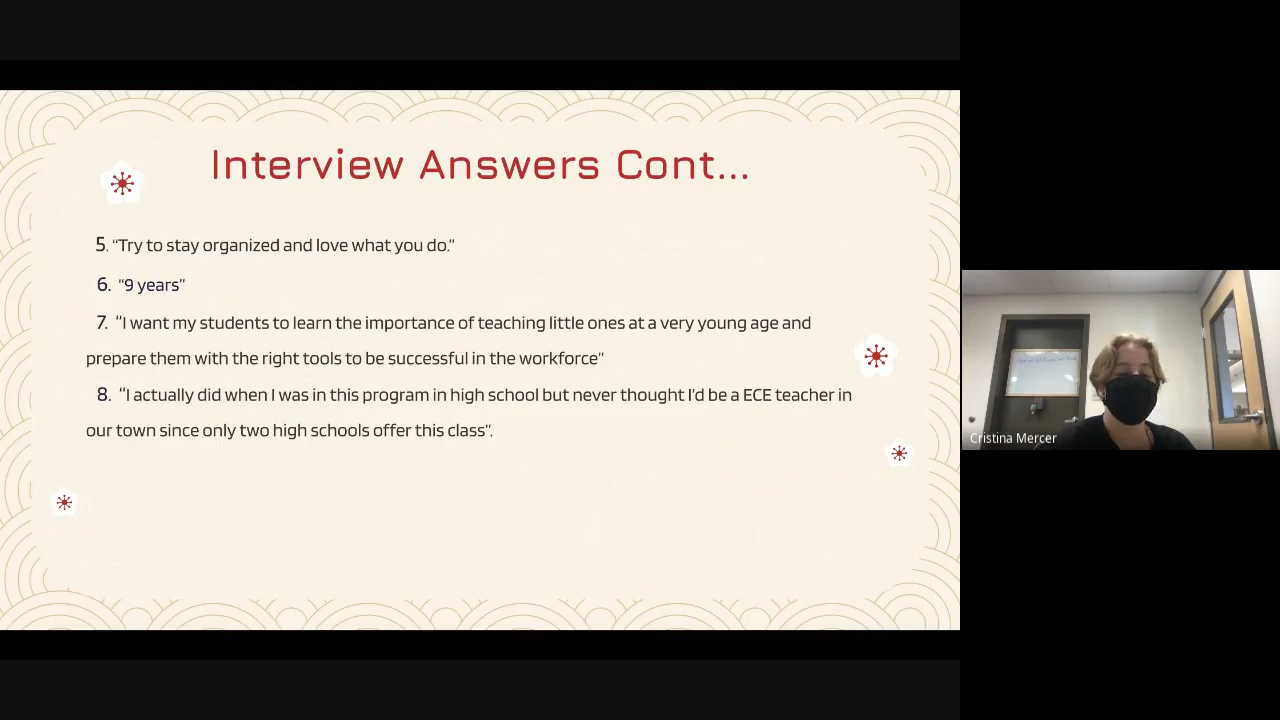 Interview Answers Cont...
5. “Try to stay organized and love what you do.”
6. “9 years”
7. “I want my students to learn the importance of teaching little ones at a very young age and
prepare them with the right tools to be successful in the workforce”
8. “I actually did when I was in this program in high school but never thought I’d be a ECE teacher in
our town since only two high schools offer this class”.
Cristina Mercer